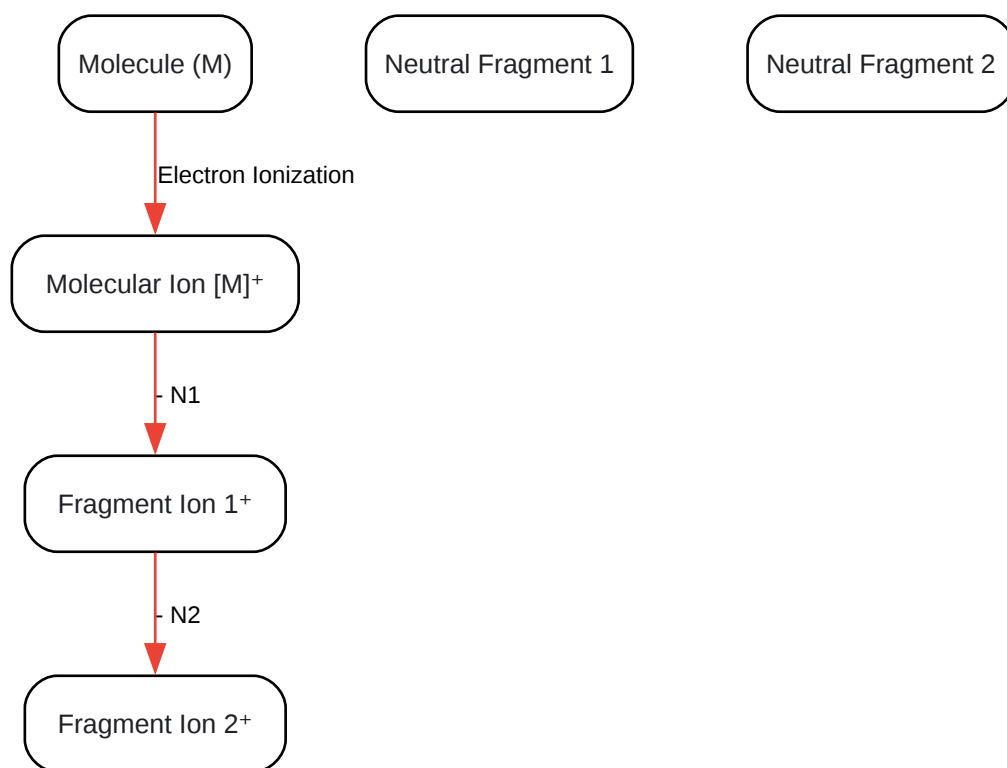 Molecule (M)
Neutral Fragment 1
Neutral Fragment 2
Electron Ionization
Molecular Ion [M]⁺
- N1
Fragment Ion 1⁺
- N2
Fragment Ion 2⁺